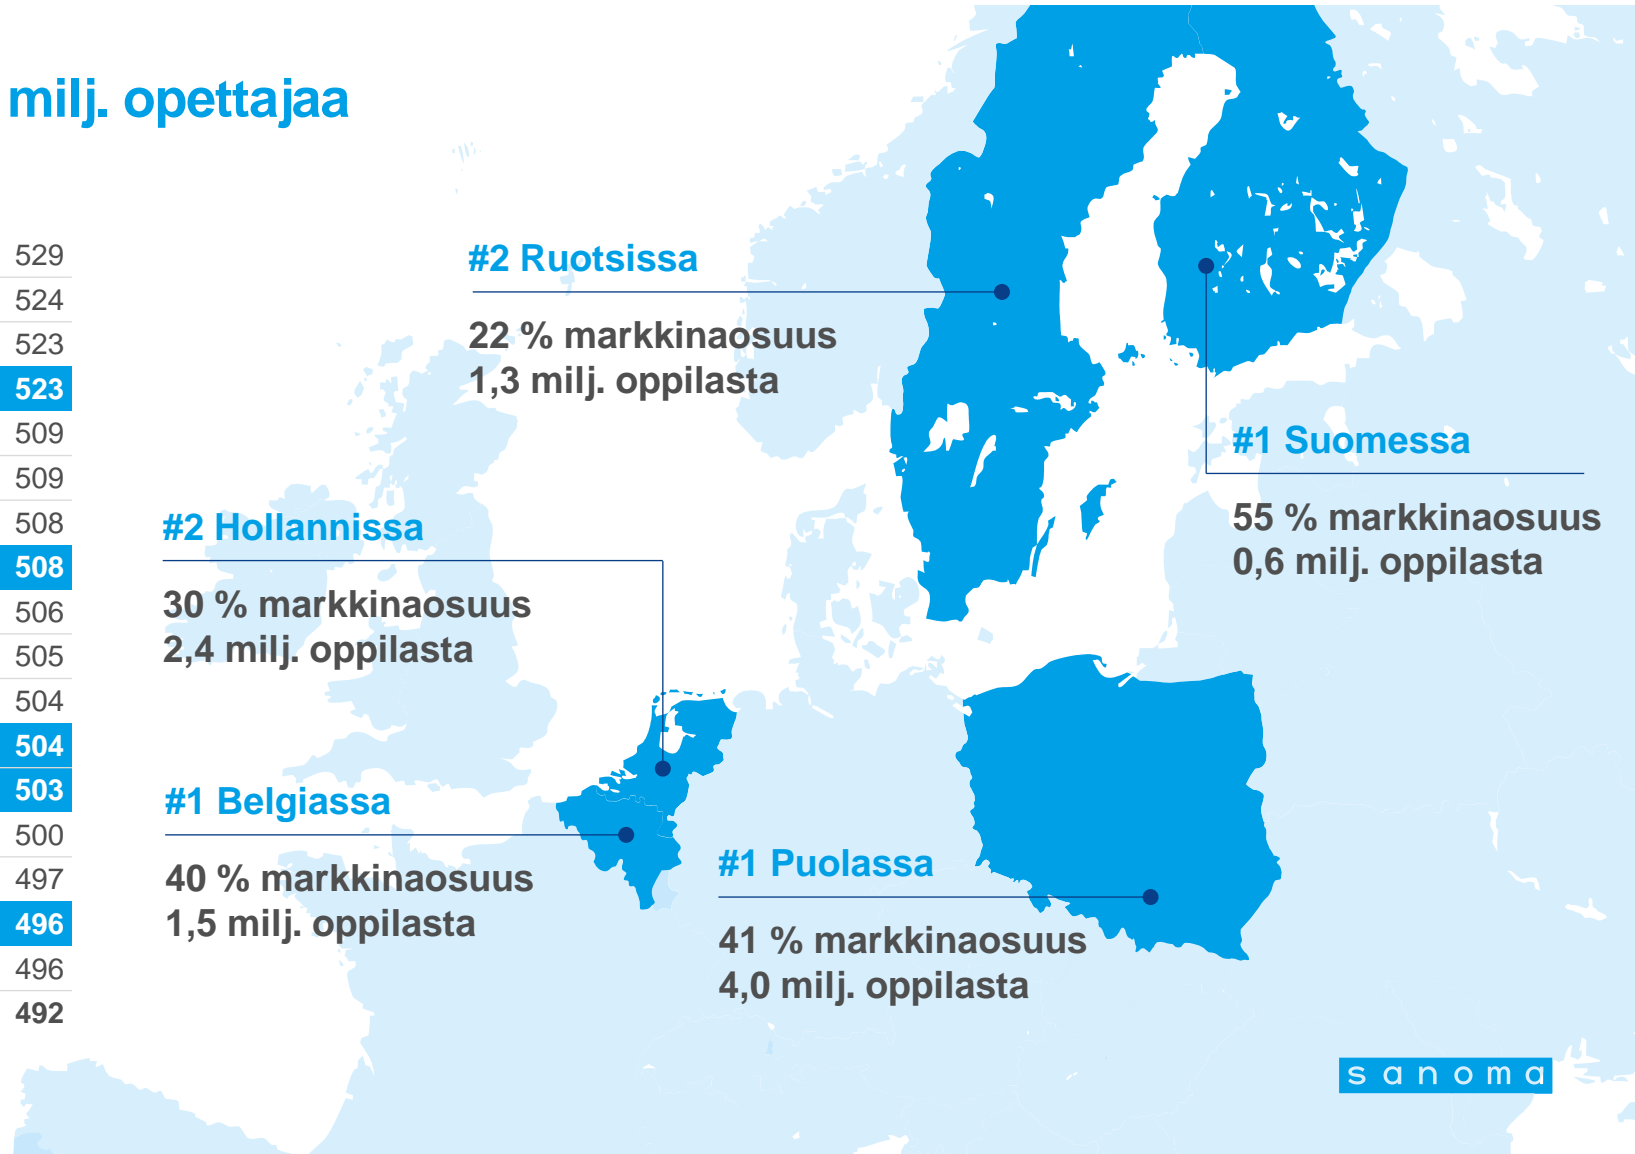 milj. opettajaa
529
524
523
523
509
509
508
508
506
505
504
504
503
500
497
496
496
492
#2 Ruotsissa
22 % markkinaosuus
1,3 milj. oppilasta
#1 Suomessa
55 % markkinaosuus
0,6 milj. oppilasta
#2 Hollannissa
30 % markkinaosuus
2,4 milj. oppilasta
#1 Belgiassa
40 % markkinaosuus
1,5 milj. oppilasta
#1 Puolassa
41 % markkinaosuus
4,0 milj. oppilasta
sanoma